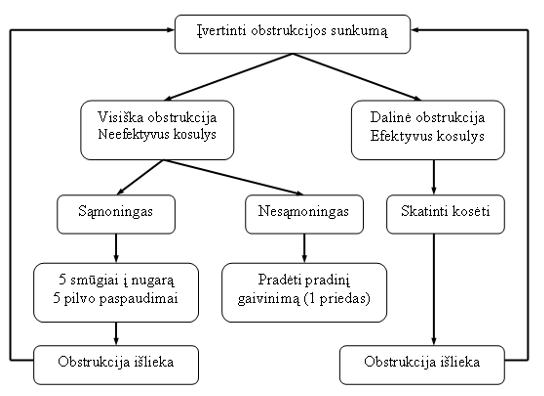 Įvertinti obstrukcijos sunkumą
Visiška obstrukcija
Neefektyvus kosulys
Dalinė obstrukcija
Efektyvus kosulys
Sąmoningas
Nesąmoningas
Skatinti kosėti
5 smūgiai į nugarą
5 pilvo paspaudimai
Pradėti pradinį
gaivinimą (1 priedas)
Obstrukcija išlieka
Obstrukcija išlieka